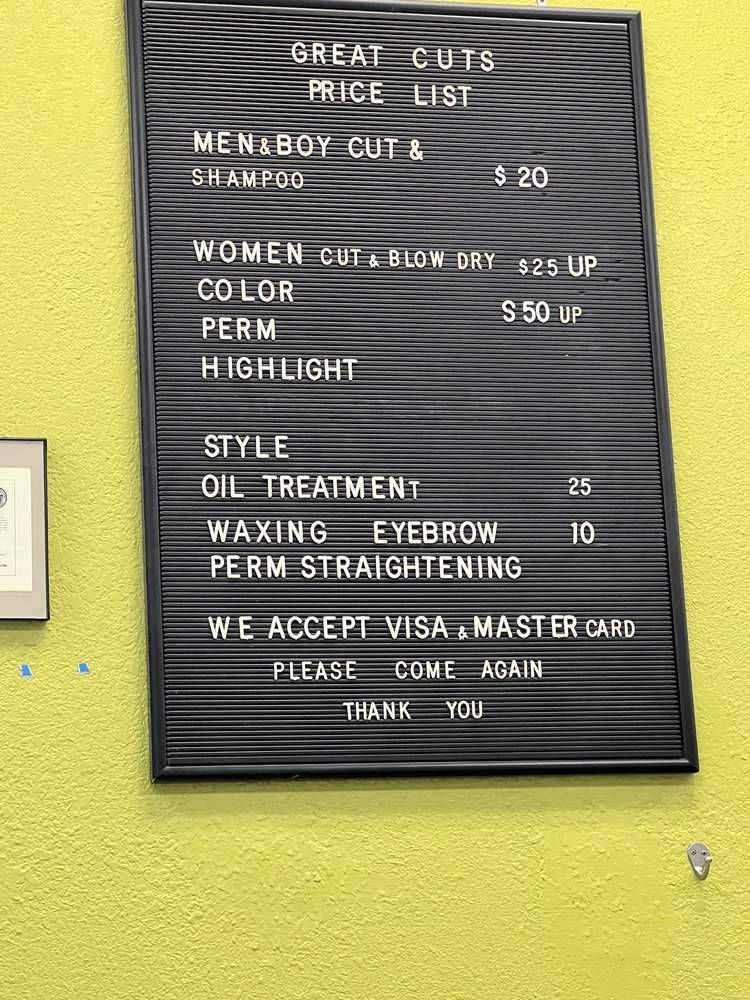 GREAT CUTS
PRICE LIST
MEN&BOY CUT &
SHAMPOO $ 20
WOMEN CUT & BLOW DRY $25 UP
COLOR S 50 UP
PERM
HIGHLIGHT
STYLE
OIL TREATMENT 25
WAXING EYEBROW 10
PERM STRAIGHTENING
WE ACCEPT VISA & MASTER CARD
PLEASE COME AGAIN
THANK YOU